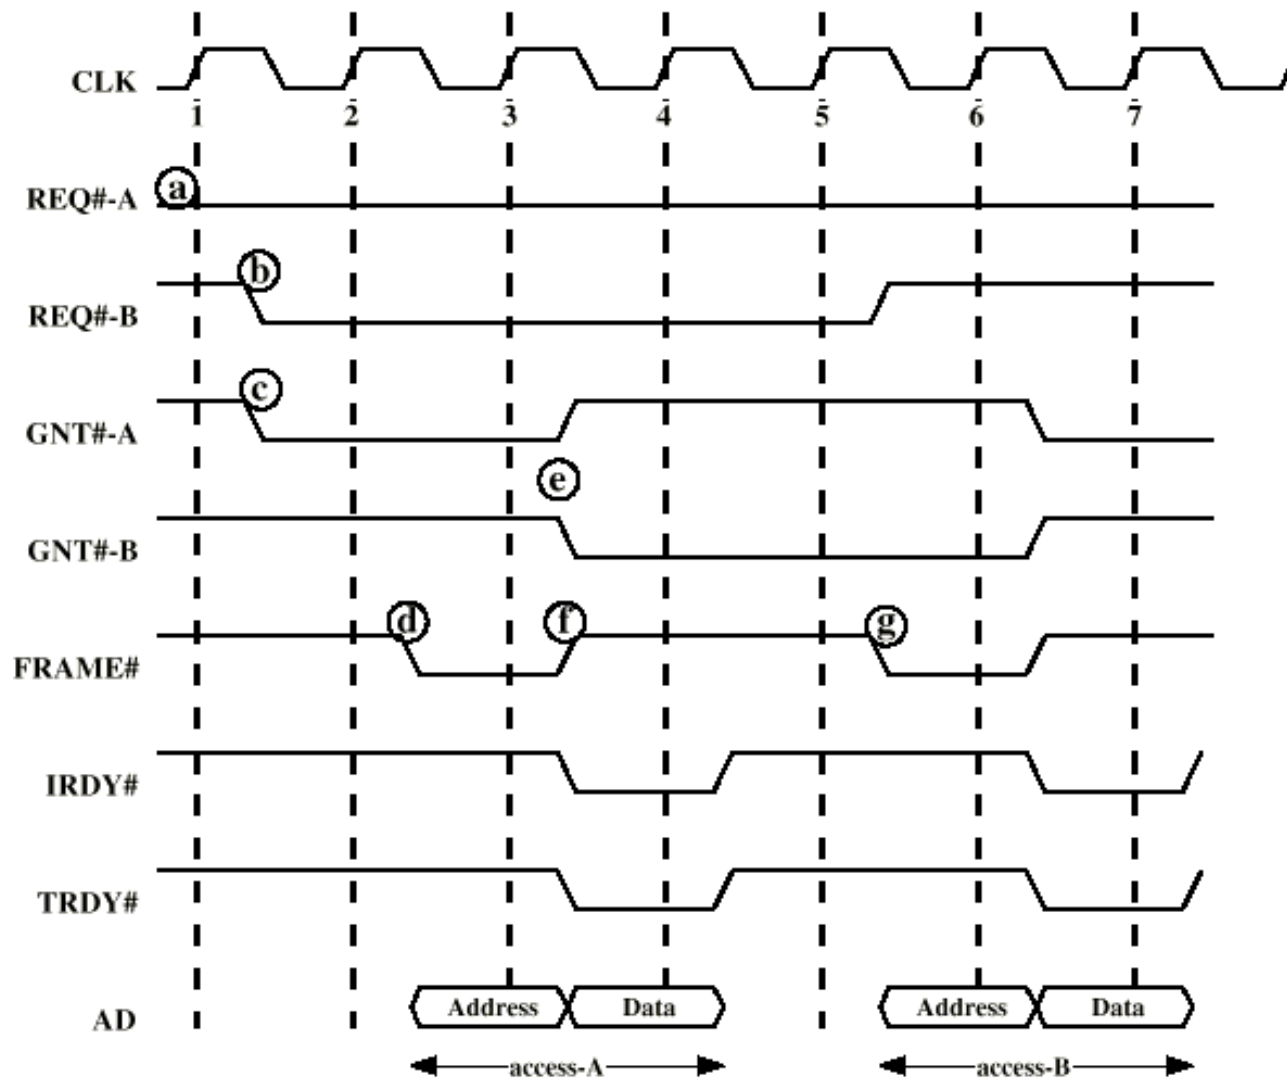 CLK
1 2 3 4 5 6 7
a
REQ#-A
b
REQ#-B
c
GNT#-A
e
GNT#-B
d f g
FRAME#
IRDY#
TRDY#
AD Address Data Address Data
access-A access-B